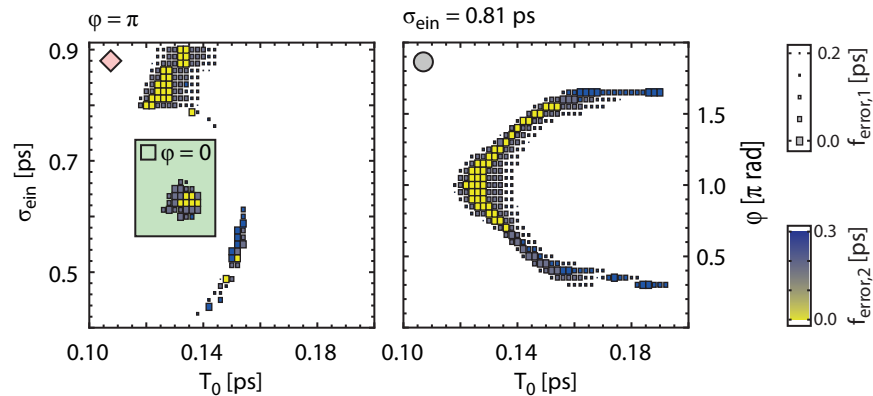 φ = π
σein = 0.81 ps
0.9
0.7
0.5
σein [ps]
φ = 0
0.10
0.14
0.18
T0 [ps]
0.10
0.14
0.18
T0 [ps]
1.5
1.0
0.5
φ [π rad]
0.2
0.0
ferror,1 [ps]
0.3
0.0
ferror,2 [ps]